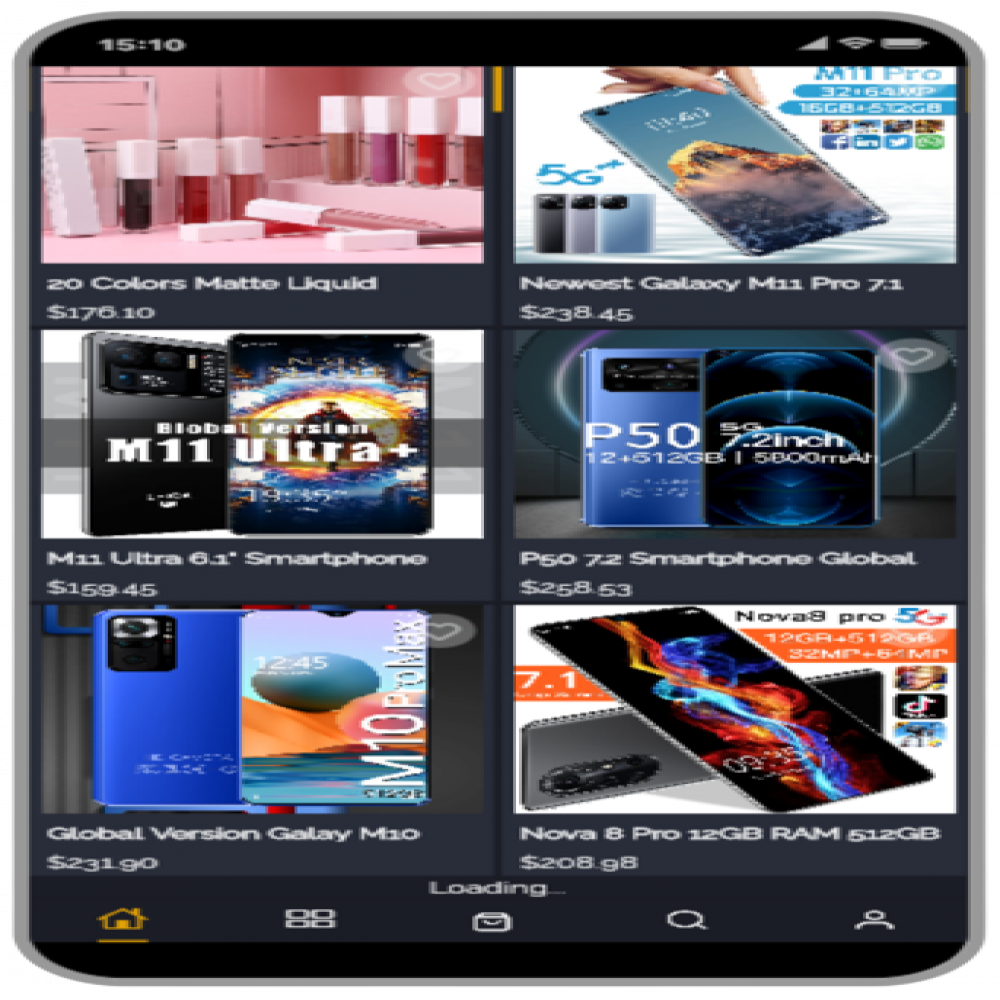 15:10
M11 Pro
32+64MP
16GB+512GB
5G
20 Colors Matte Liquid
$176.10
Newest Galaxy M11 Pro 7.1
$238.45
Global Version
M11 Ultra+
19:35
P50 5G
7.2inch
12+512GB | 5800mAh
M11 Ultra 6.1" Smartphone
$159.45
P50 7.2 Smartphone Global
$258.53
12:45
M10 ProMax
Nova8 pro 5G
12GB+512GB
32MP+64MP
7.1
Global Version Galay M10
$231.90
Nova 8 Pro 12GB RAM 512GB
$208.98
Loading...